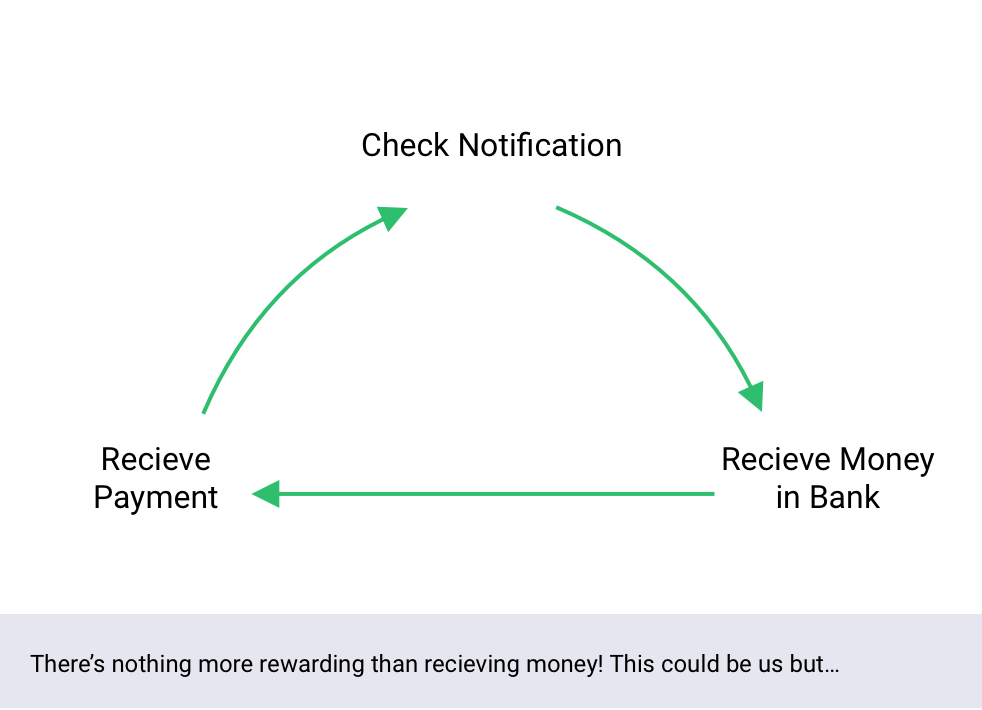 Check Notification
Recieve
Payment
Recieve Money
in Bank
There’s nothing more rewarding than recieving money! This could be us but…